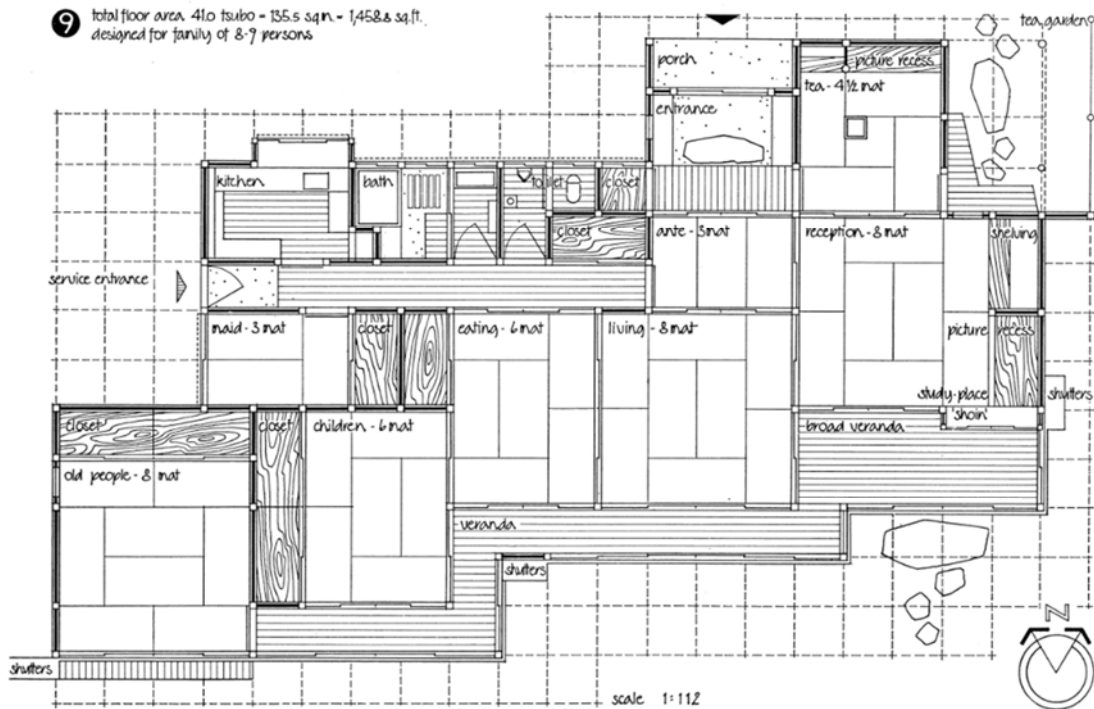 9
total floor area 41.0 tsubo = 135.5 sq.m. = 1,458.8 sq.ft.
designed for family of 8-9 persons
tea garden
porch
picture recess
tea - 4 1/2 mat
entrance
kitchen
bath
toilet
closet
closet
ante - 3 mat
reception - 8 mat
shelving
service entrance
maid - 3 mat
closet
eating - 6 mat
living - 8 mat
picture recess
study-place
'shoin'
shutters
closet
closet
children - 6 mat
broad veranda
old people - 8 mat
veranda
shutters
N
shutters
scale 1:112